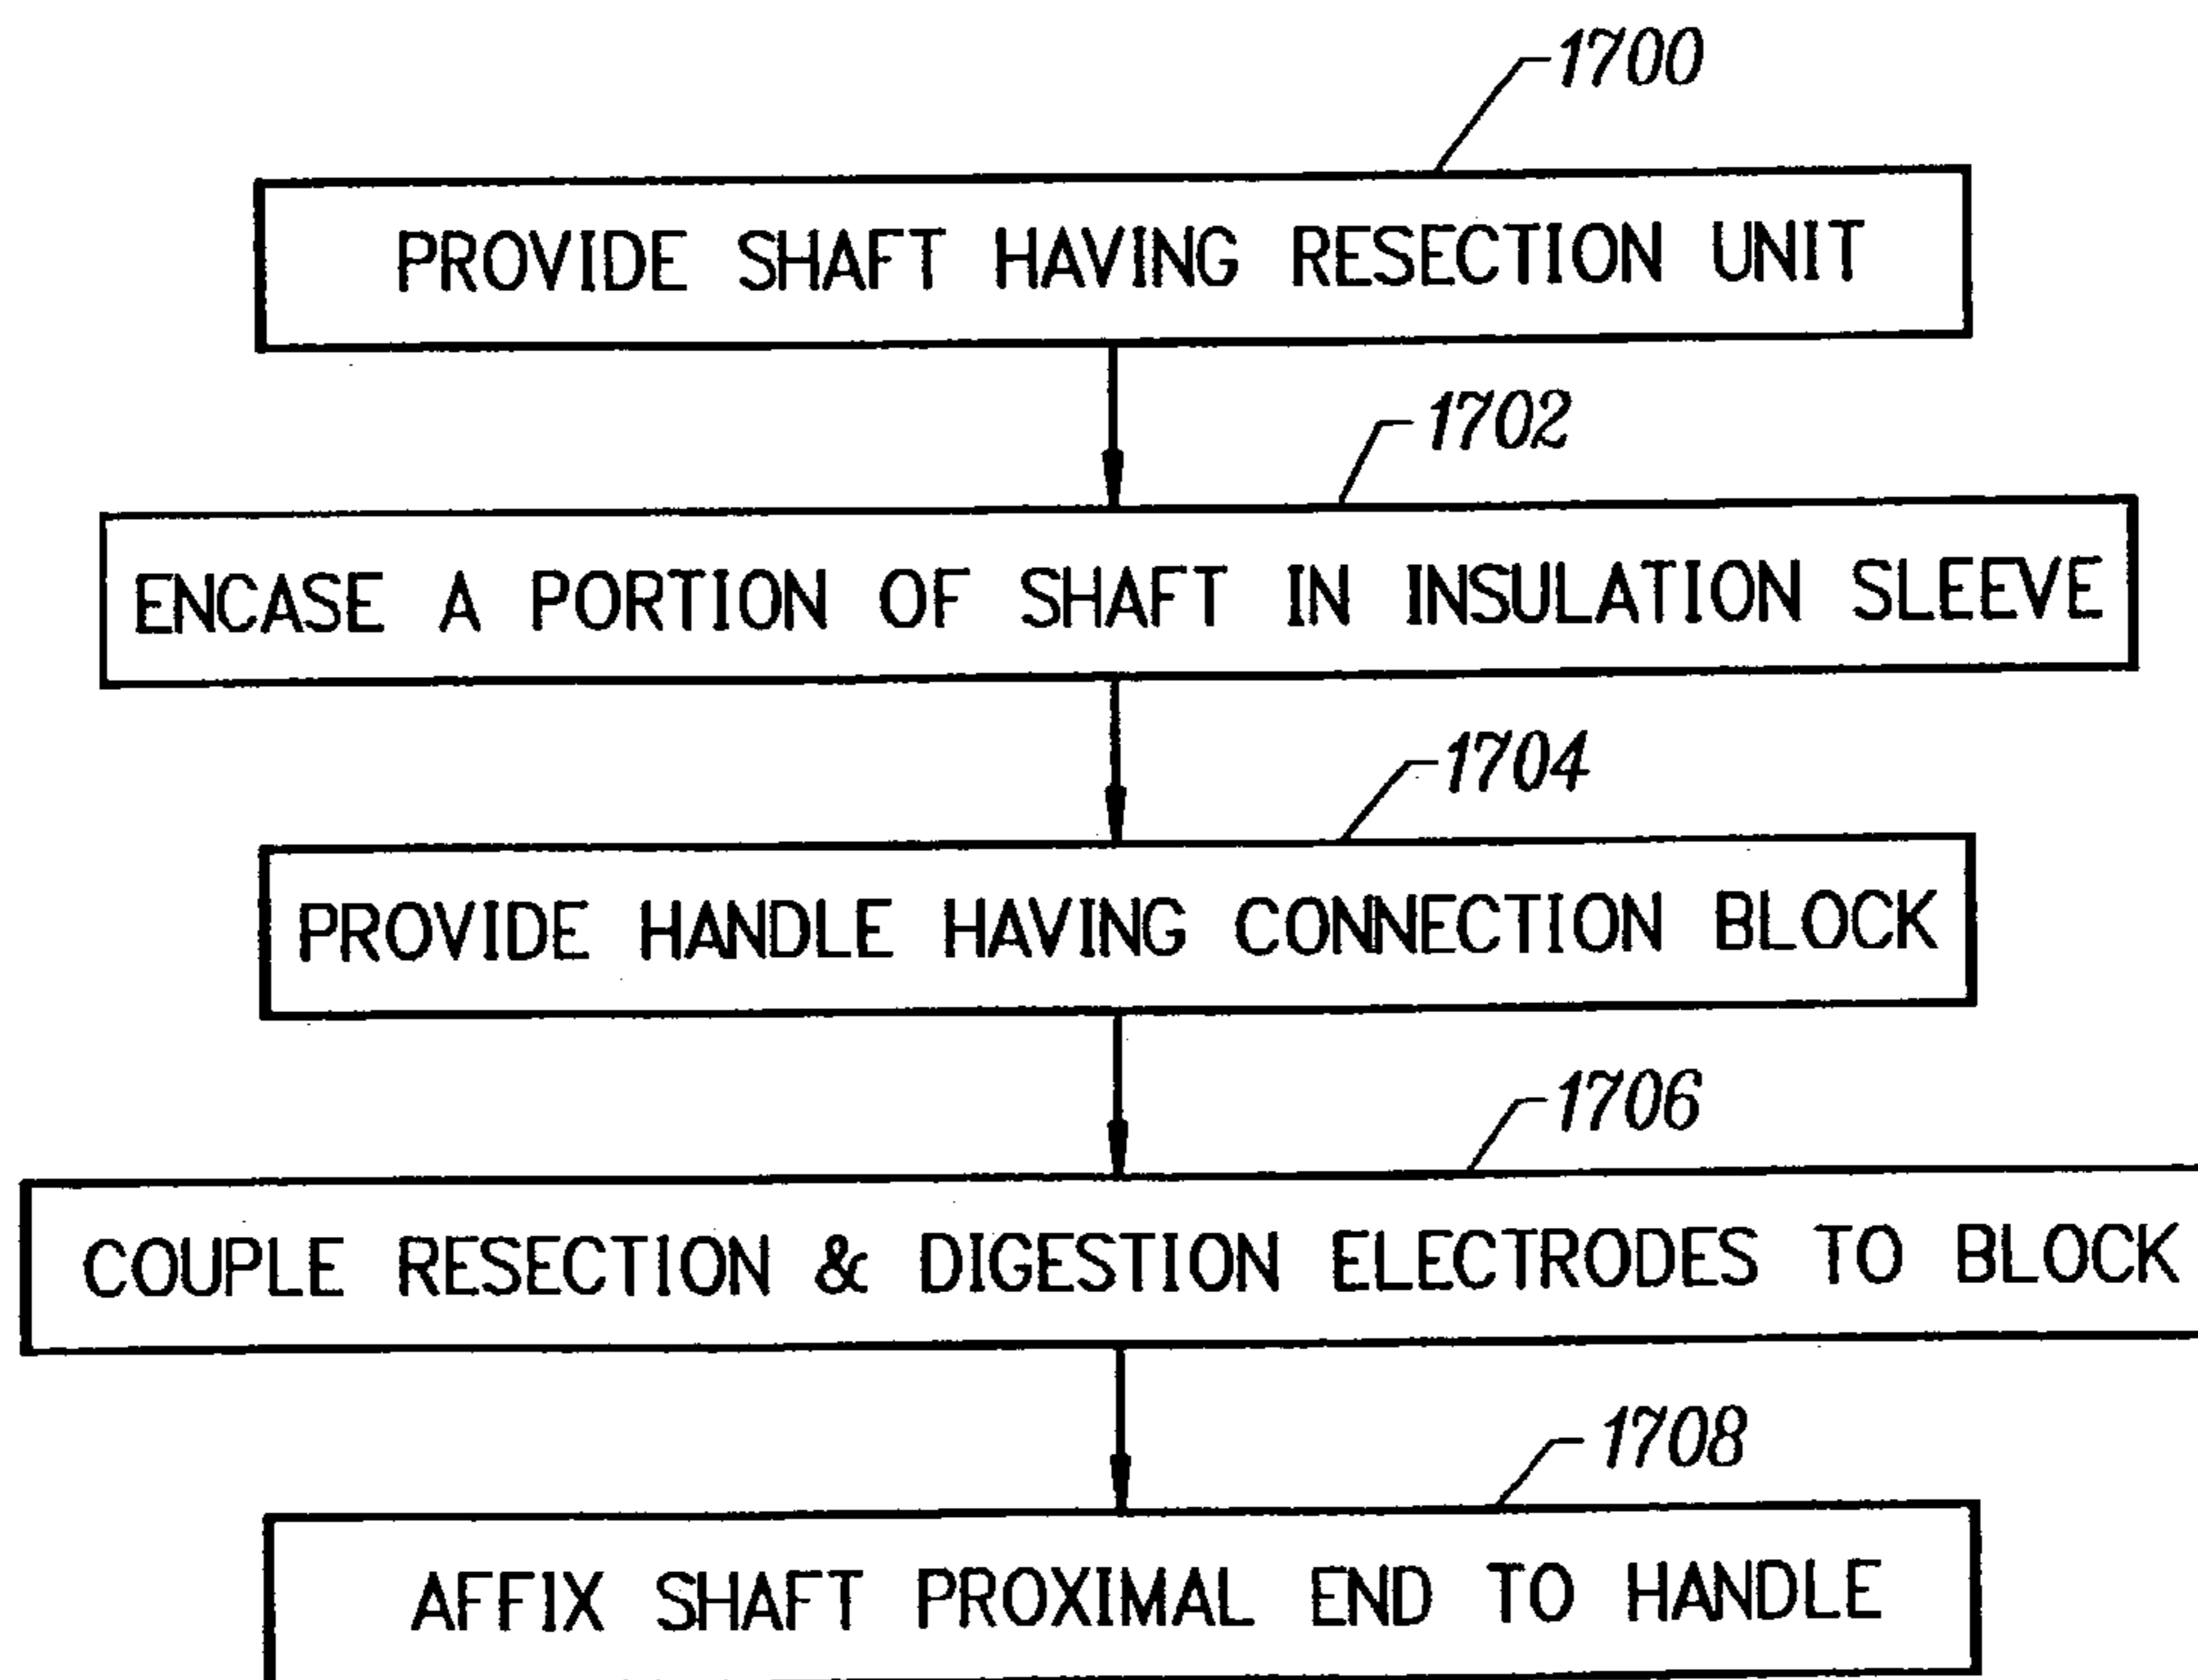 1700
PROVIDE SHAFT HAVING RESECTION UNIT
1702
ENCASE A PORTION OF SHAFT IN INSULATION SLEEVE
1704
PROVIDE HANDLE HAVING CONNECTION BLOCK
1706
COUPLE RESECTION & DIGESTION ELECTRODES TO BLOCK
1708
AFFIX SHAFT PROXIMAL END TO HANDLE